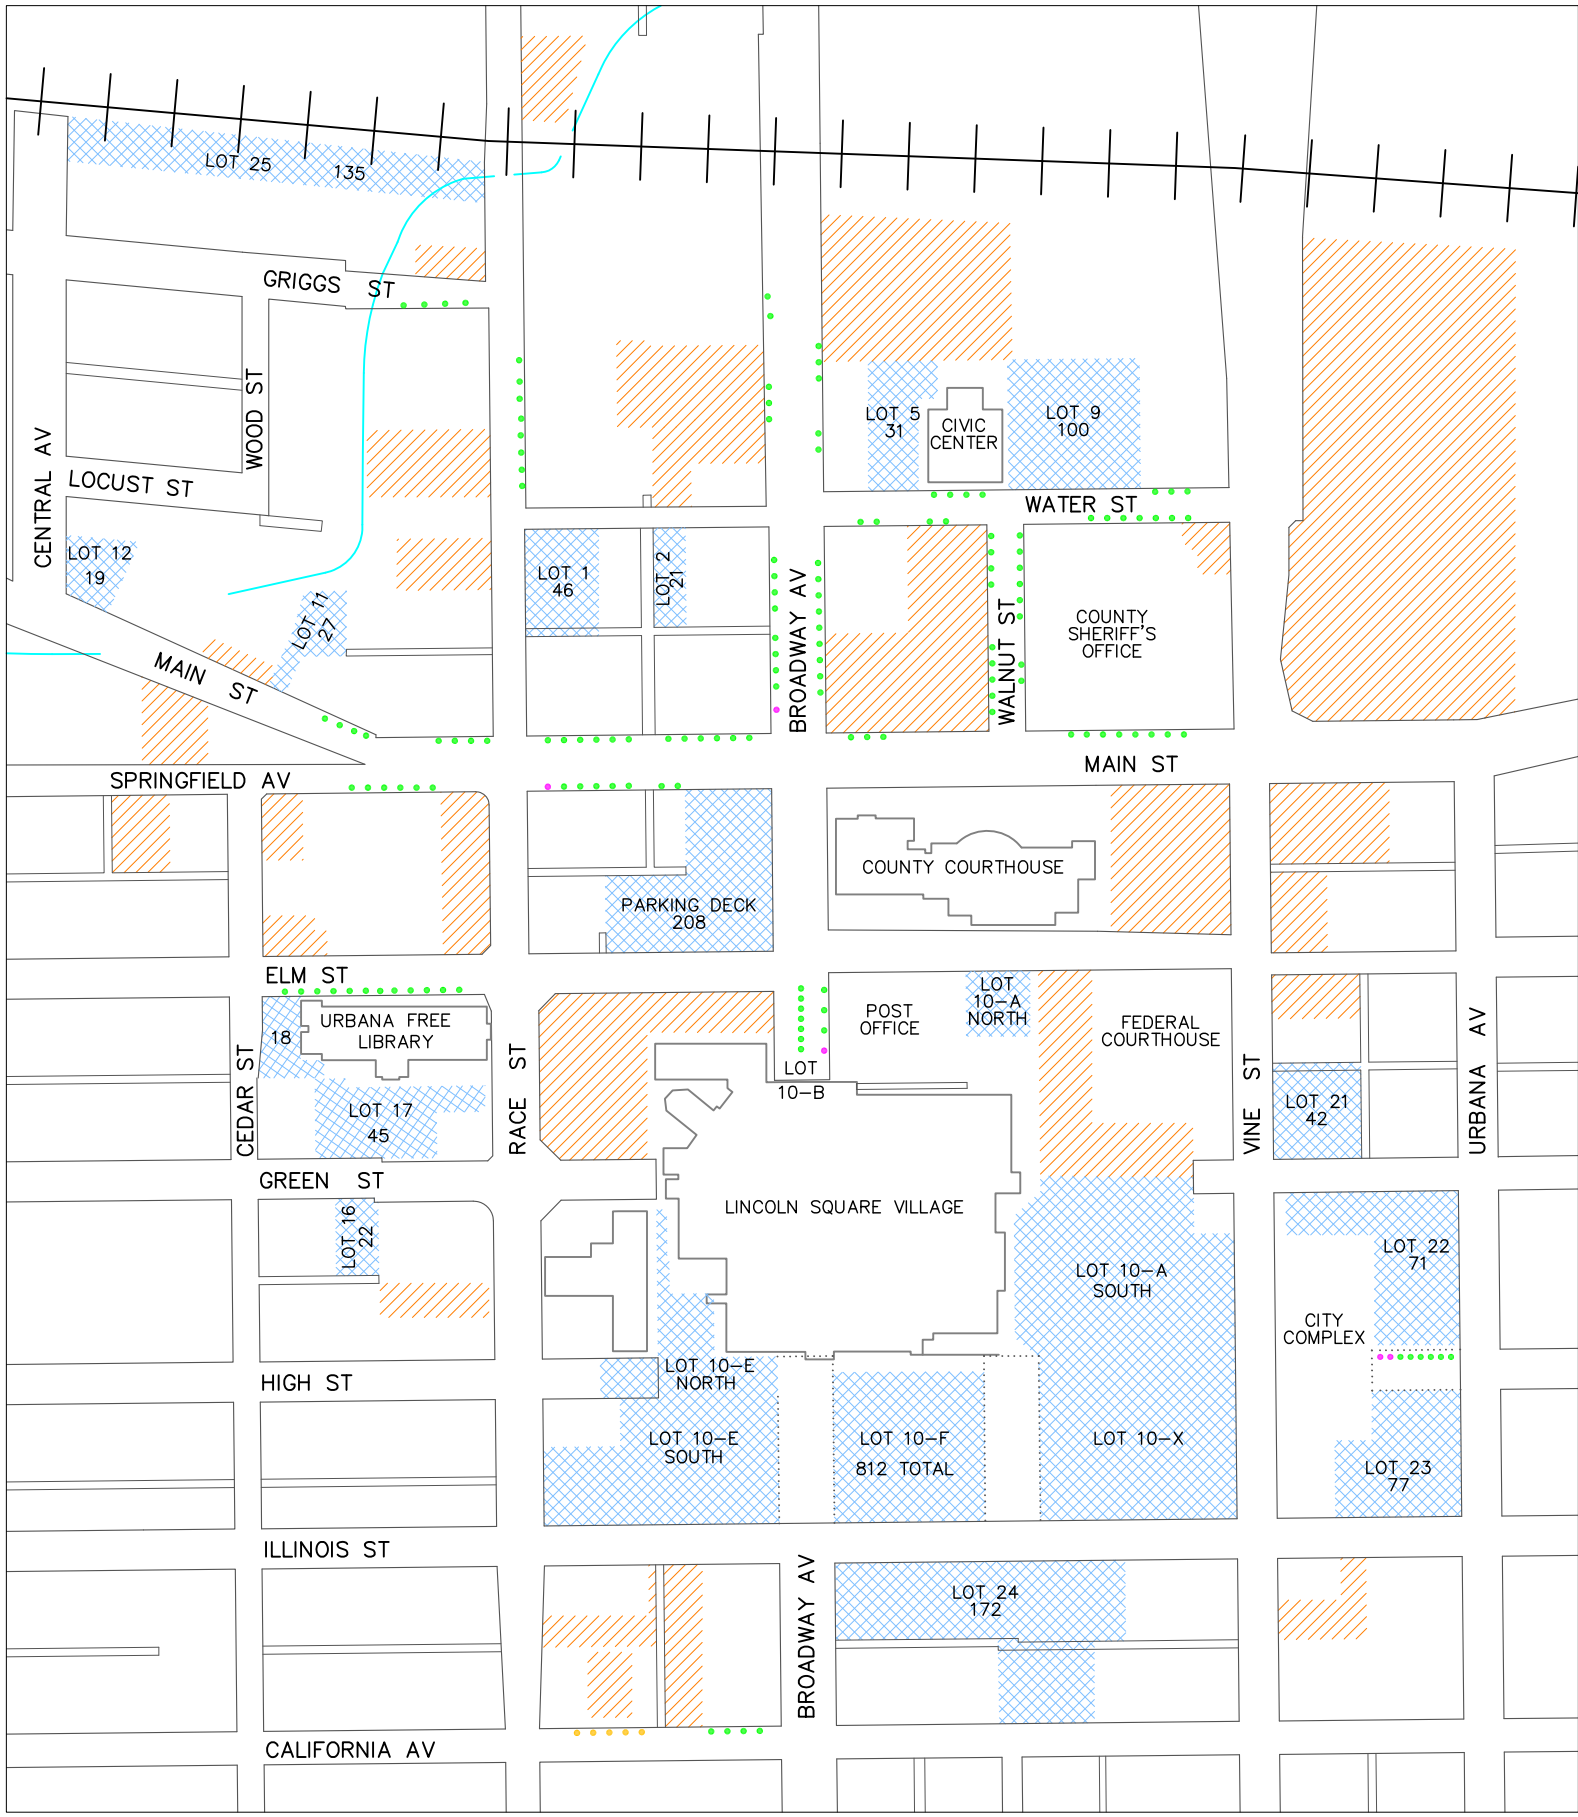 LOT 25 135
GRIGGS ST
WOOD ST
CENTRAL AV
LOCUST ST
LOT 5
31
CIVIC
CENTER
LOT 9
100
WATER ST
LOT 12
19
LOT 11
27
MAIN ST
LOT 1
46
LOT 2
21
BROADWAY AV
WALNUT ST
COUNTY
SHERIFF'S
OFFICE
MAIN ST
SPRINGFIELD AV
PARKING DECK
208
COUNTY COURTHOUSE
ELM ST
18
URBANA FREE
LIBRARY
CEDAR ST
LOT 17
45
RACE ST
POST
OFFICE
LOT
10-A
NORTH
FEDERAL
COURTHOUSE
LOT
10-B
VINE ST
LOT 21
42
URBANA AV
GREEN ST
LOT 16
22
LINCOLN SQUARE VILLAGE
LOT 10-A
SOUTH
LOT 22
71
CITY
COMPLEX
HIGH ST
LOT 10-E
NORTH
LOT 10-E
SOUTH
LOT 10-F
812 TOTAL
LOT 10-X
LOT 23
77
ILLINOIS ST
BROADWAY AV
LOT 24
172
CALIFORNIA AV